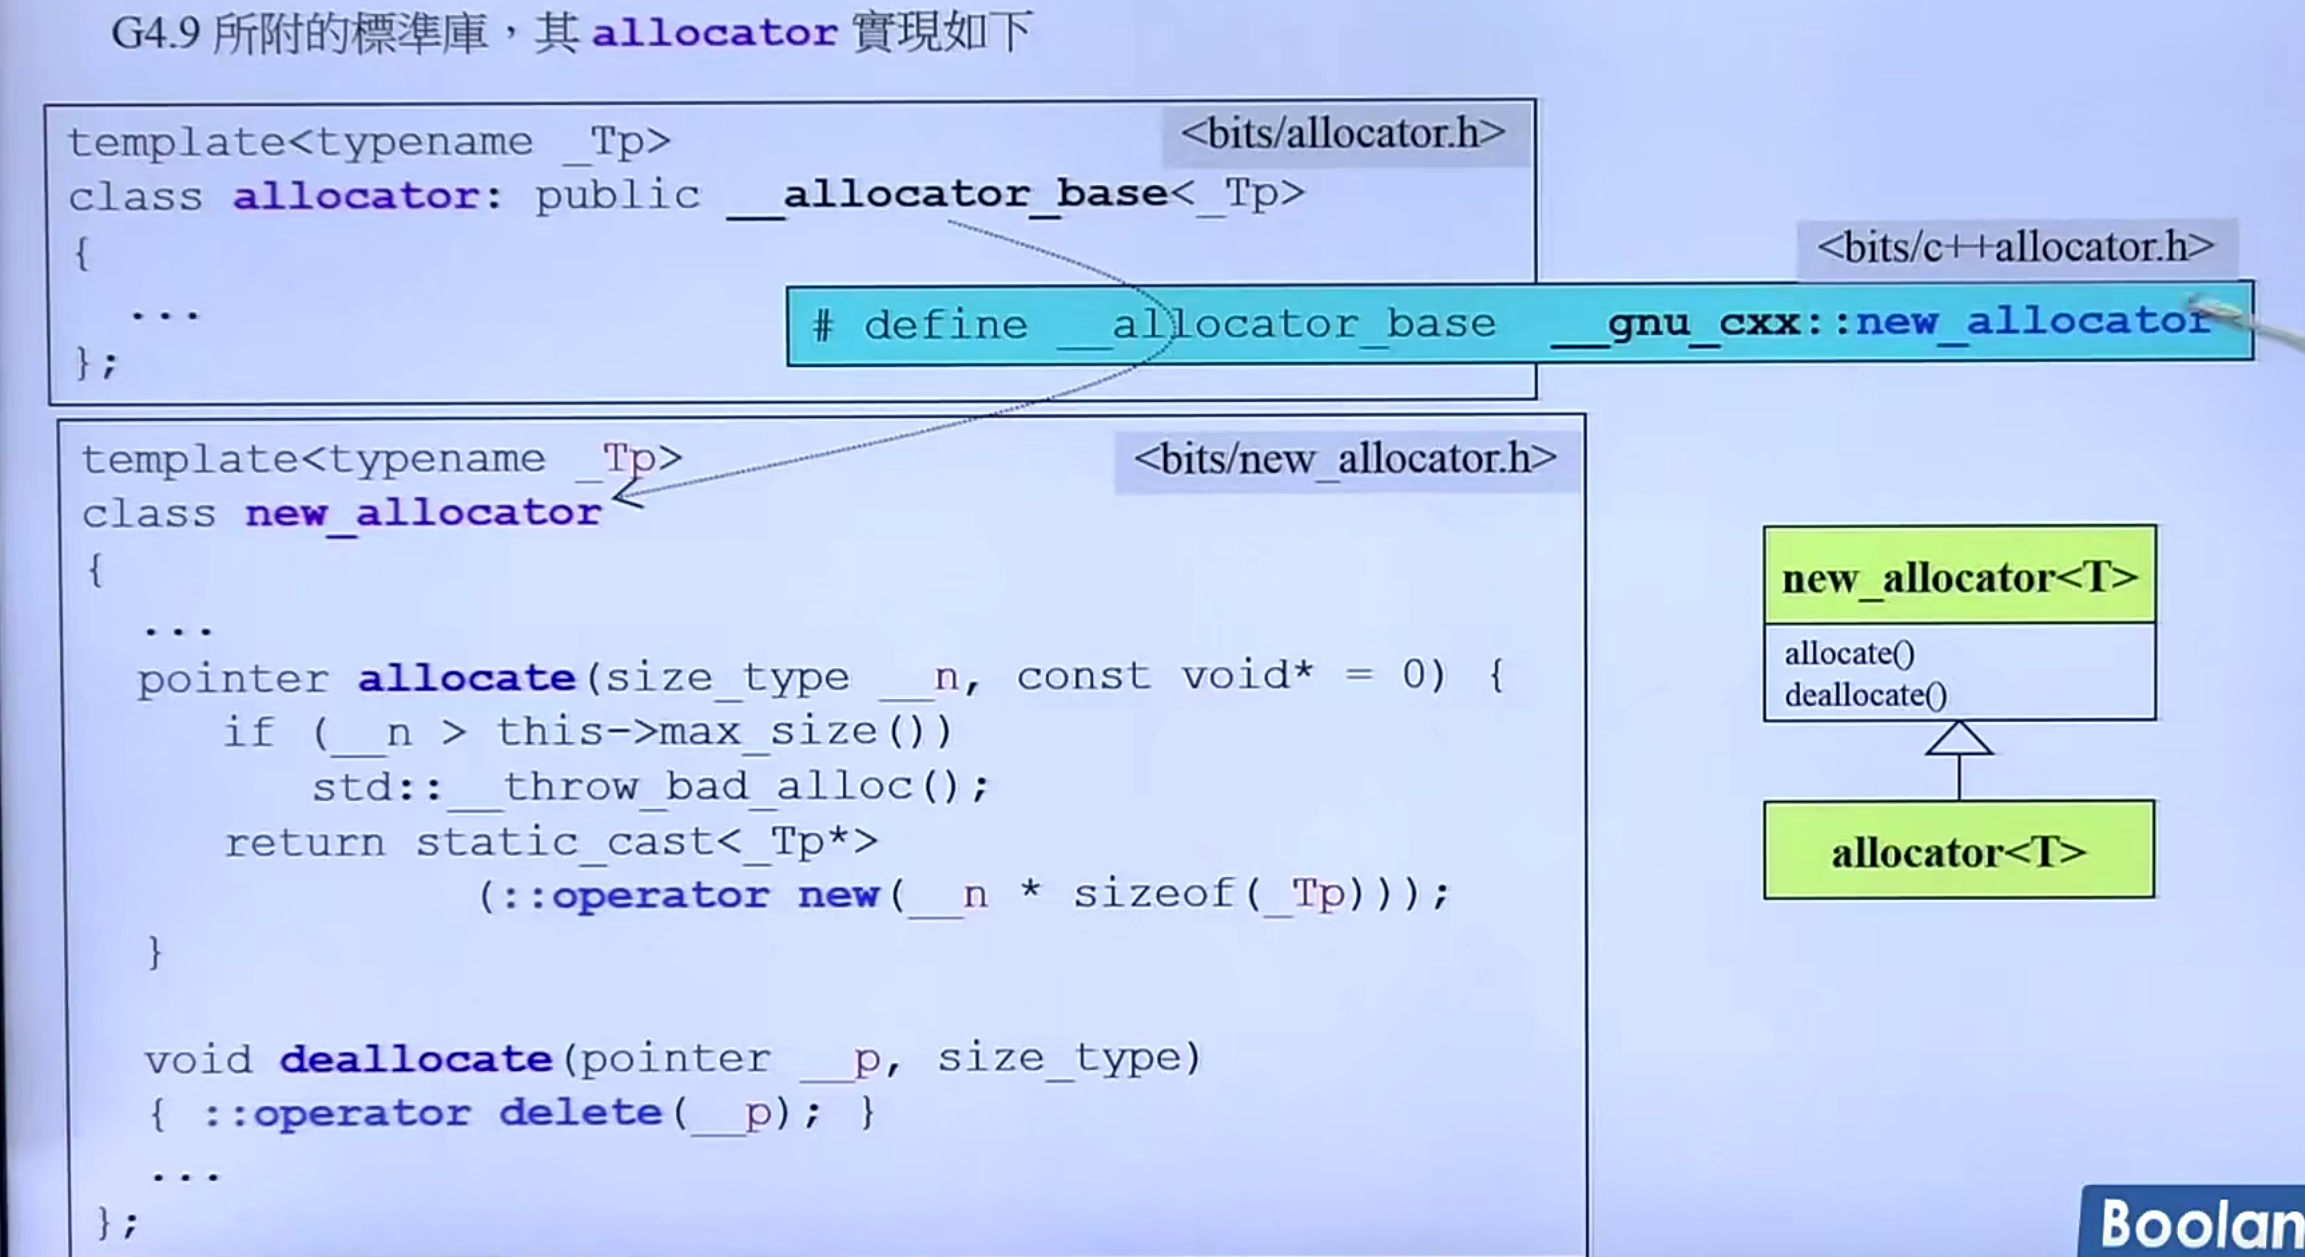 G4.9 所附的標準庫，其 allocator 實現如下
<bits/allocator.h>
template<typename _Tp>
class allocator: public __allocator_base<_Tp>
{
...
};
<bits/c++allocator.h>
# define __allocator_base __gnu_cxx::new_allocator
<bits/new_allocator.h>
template<typename _Tp>
class new_allocator
{
...
pointer allocate(size_type __n, const void* = 0) {
if (__n > this->max_size())
std::__throw_bad_alloc();
return static_cast<_Tp*>
(::operator new(__n * sizeof(_Tp)));
}
void deallocate(pointer __p, size_type)
{ ::operator delete(__p); }
...
};
new_allocator<T>
allocate()
deallocate()
allocator<T>
Boolan